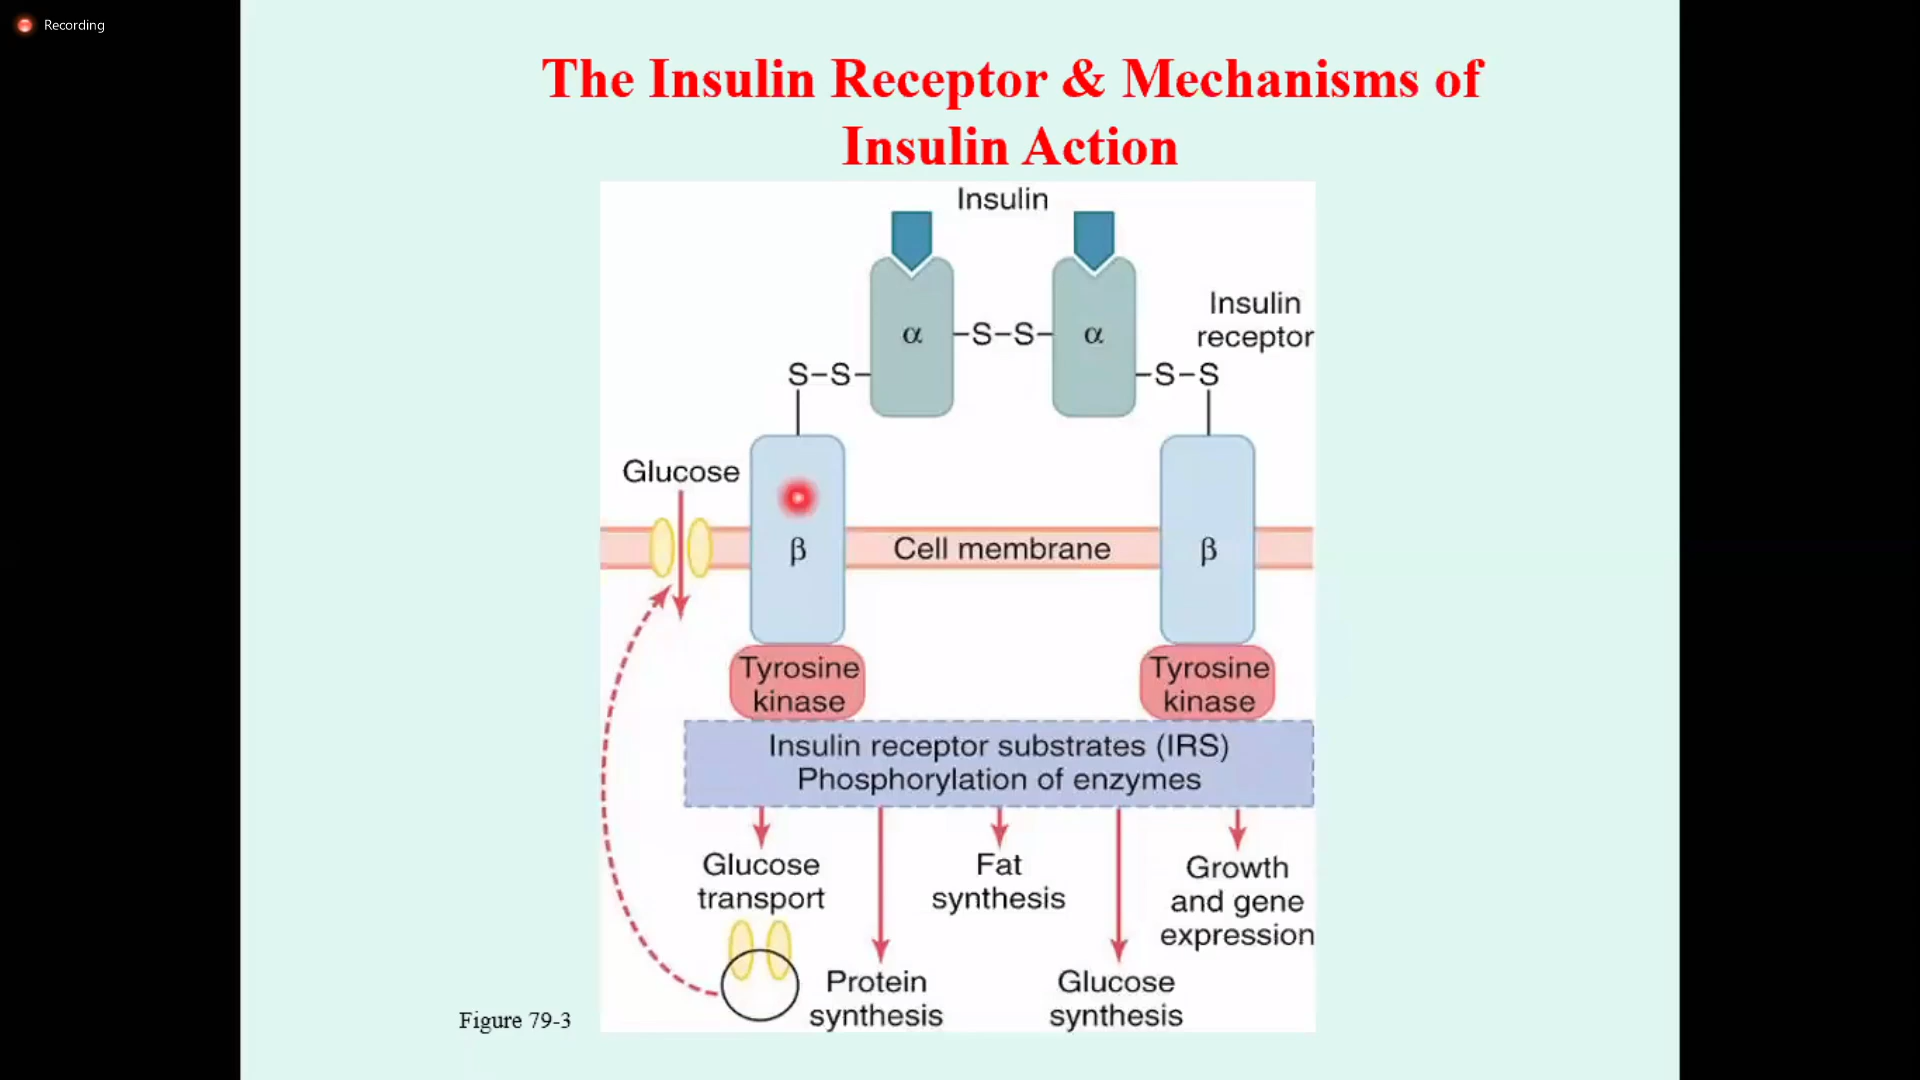 Recording
The Insulin Receptor & Mechanisms of
Insulin Action
Insulin
α
-S-S-
α
Insulin
receptor
S-S-
-S-S
Glucose
β
Cell membrane
β
Tyrosine
kinase
Tyrosine
kinase
Insulin receptor substrates (IRS)
Phosphorylation of enzymes
Glucose
transport
Fat
synthesis
Growth
and gene
expression
Protein
synthesis
Glucose
synthesis
Figure 79-3